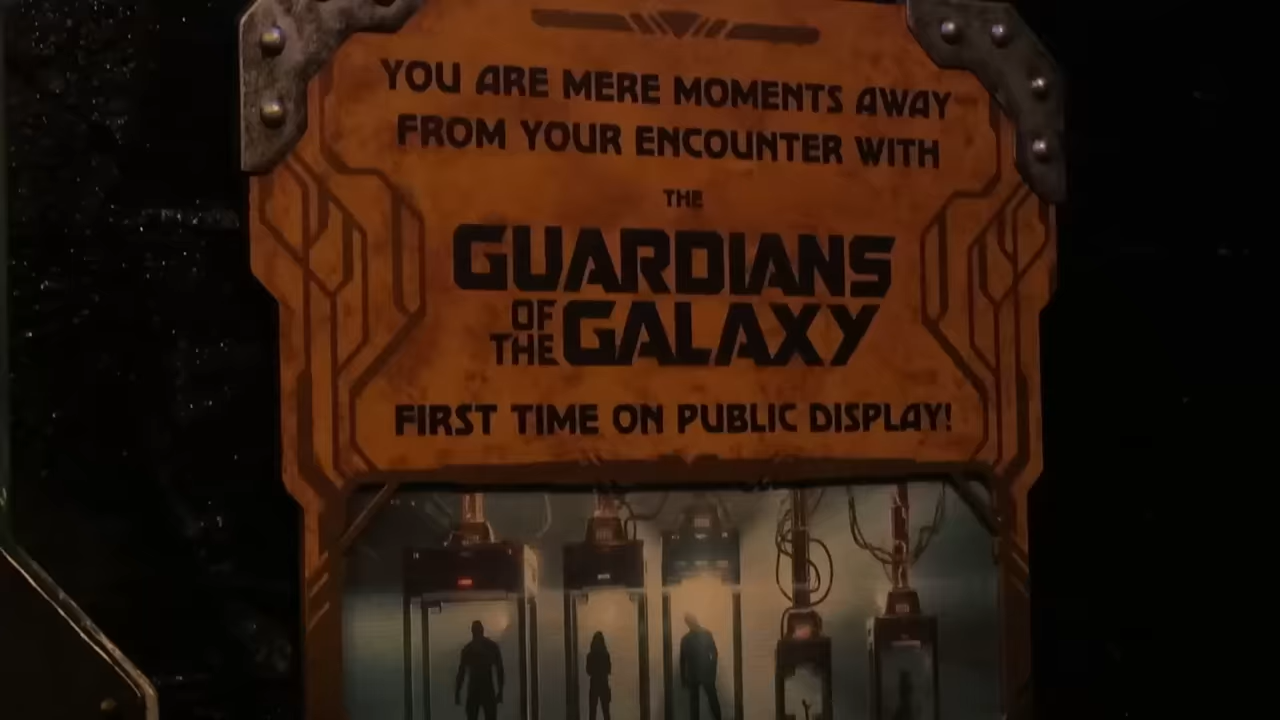 YOU ARE MERE MOMENTS AWAY
FROM YOUR ENCOUNTER WITH
THE
GUARDIANS
OF THE GALAXY
FIRST TIME ON PUBLIC DISPLAY!